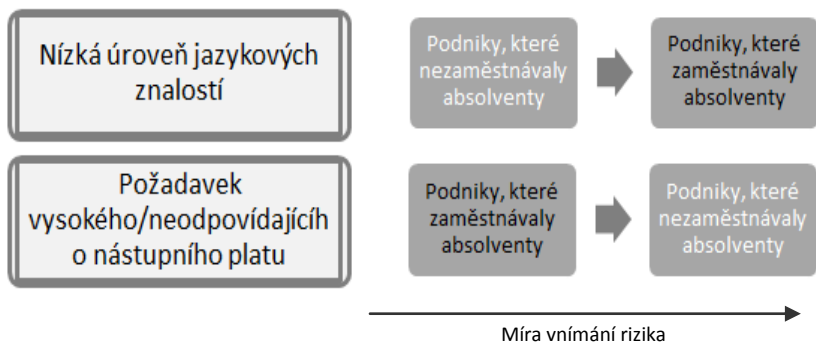 Nízká úroveň jazykových
znalostí
Podniky, které
nezaměstnávaly
absolventy
Podniky, které
zaměstnávaly
absolventy
Požadavek
vysokého/neodpovídajícíh
o nástupního platu
Podniky, které
zaměstnávaly
absolventy
Podniky, které
nezaměstnávaly
absolventy
Míra vnímání rizika